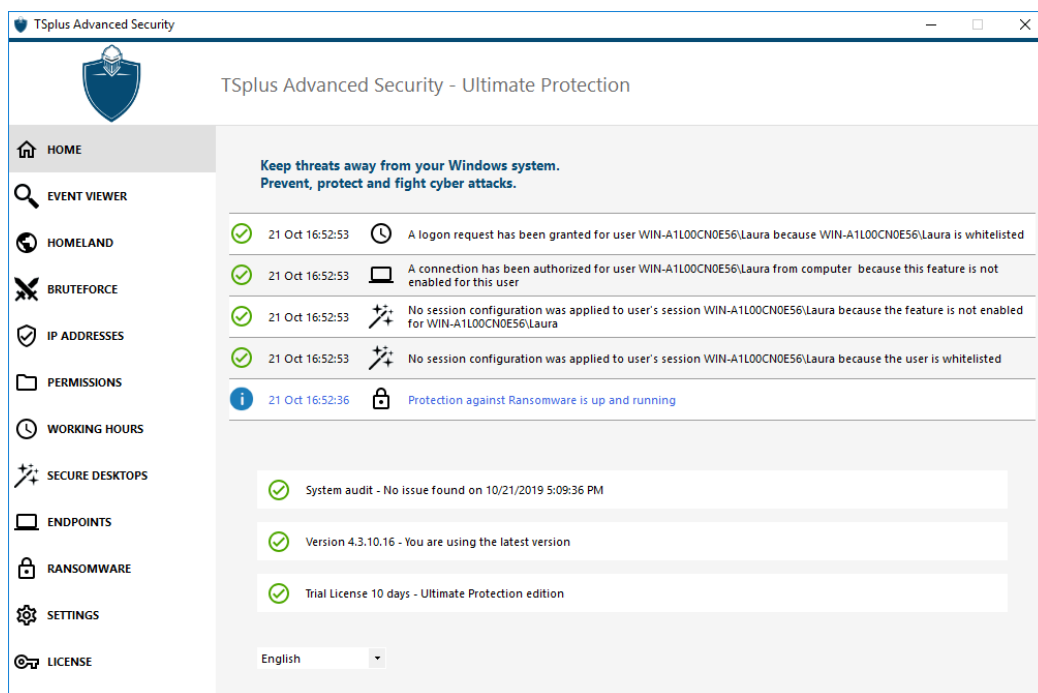 TSplus Advanced Security
TSplus Advanced Security - Ultimate Protection
HOME
EVENT VIEWER
HOMELAND
BRUTEFORCE
IP ADDRESSES
PERMISSIONS
WORKING HOURS
SECURE DESKTOPS
ENDPOINTS
RANSOMWARE
SETTINGS
LICENSE
Keep threats away from your Windows system.
Prevent, protect and fight cyber attacks.
21 Oct 16:52:53 A logon request has been granted for user WIN-A1L00CN0E56\Laura because WIN-A1L00CN0E56\Laura is whitelisted
21 Oct 16:52:53 A connection has been authorized for user WIN-A1L00CN0E56\Laura from computer  because this feature is not
enabled for this user
21 Oct 16:52:53 No session configuration was applied to user's session WIN-A1L00CN0E56\Laura because the feature is not enabled
for WIN-A1L00CN0E56\Laura
21 Oct 16:52:53 No session configuration was applied to user's session WIN-A1L00CN0E56\Laura because the user is whitelisted
21 Oct 16:52:36 Protection against Ransomware is up and running
System audit - No issue found on 10/21/2019 5:09:36 PM
Version 4.3.10.16 - You are using the latest version
Trial License 10 days - Ultimate Protection edition
English